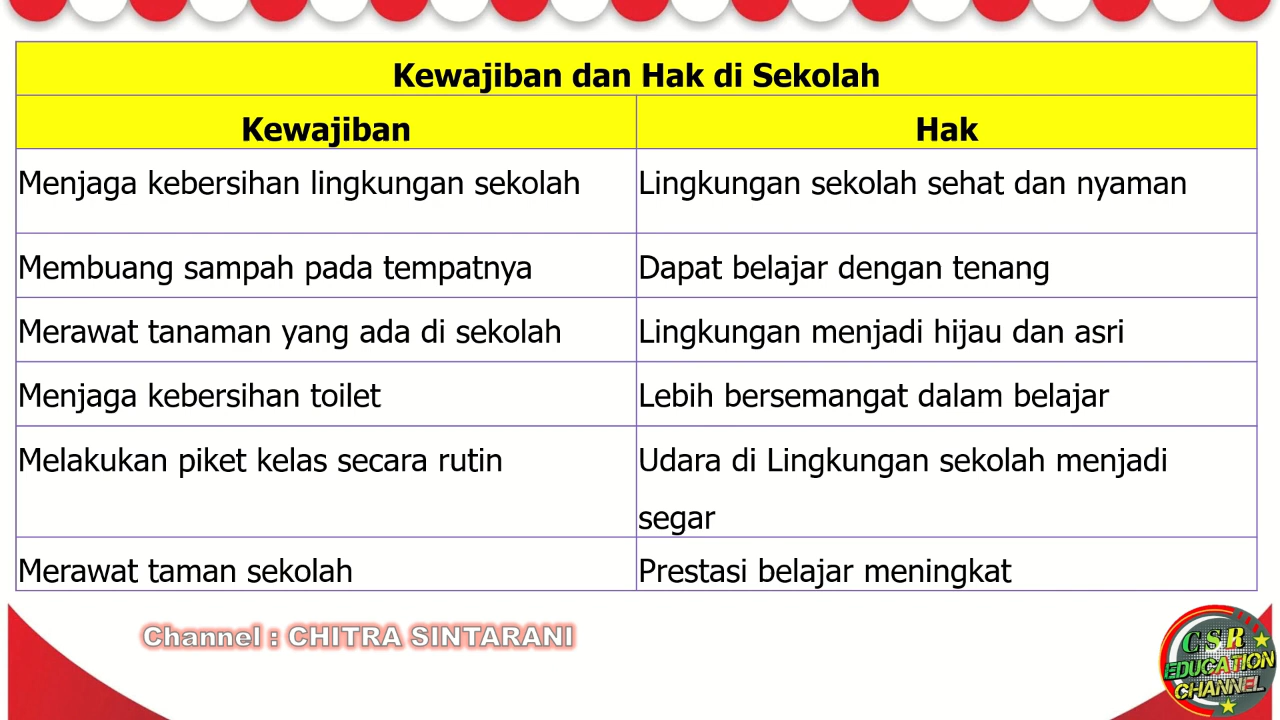 Kewajiban dan Hak di Sekolah
Kewajiban Hak
Menjaga kebersihan lingkungan sekolah Lingkungan sekolah sehat dan nyaman
Membuang sampah pada tempatnya Dapat belajar dengan tenang
Merawat tanaman yang ada di sekolah Lingkungan menjadi hijau dan asri
Menjaga kebersihan toilet Lebih bersemangat dalam belajar
Melakukan piket kelas secara rutin Udara di Lingkungan sekolah menjadi
segar
Merawat taman sekolah Prestasi belajar meningkat
Channel : CHITRA SINTARANI
CSR
EDUCATION
CHANNEL